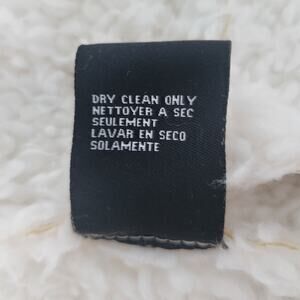 DRY CLEAN ONLY
NETTOYER A SEC
SEULEMENT
LAVAR EN SECO
SOLAMENTE